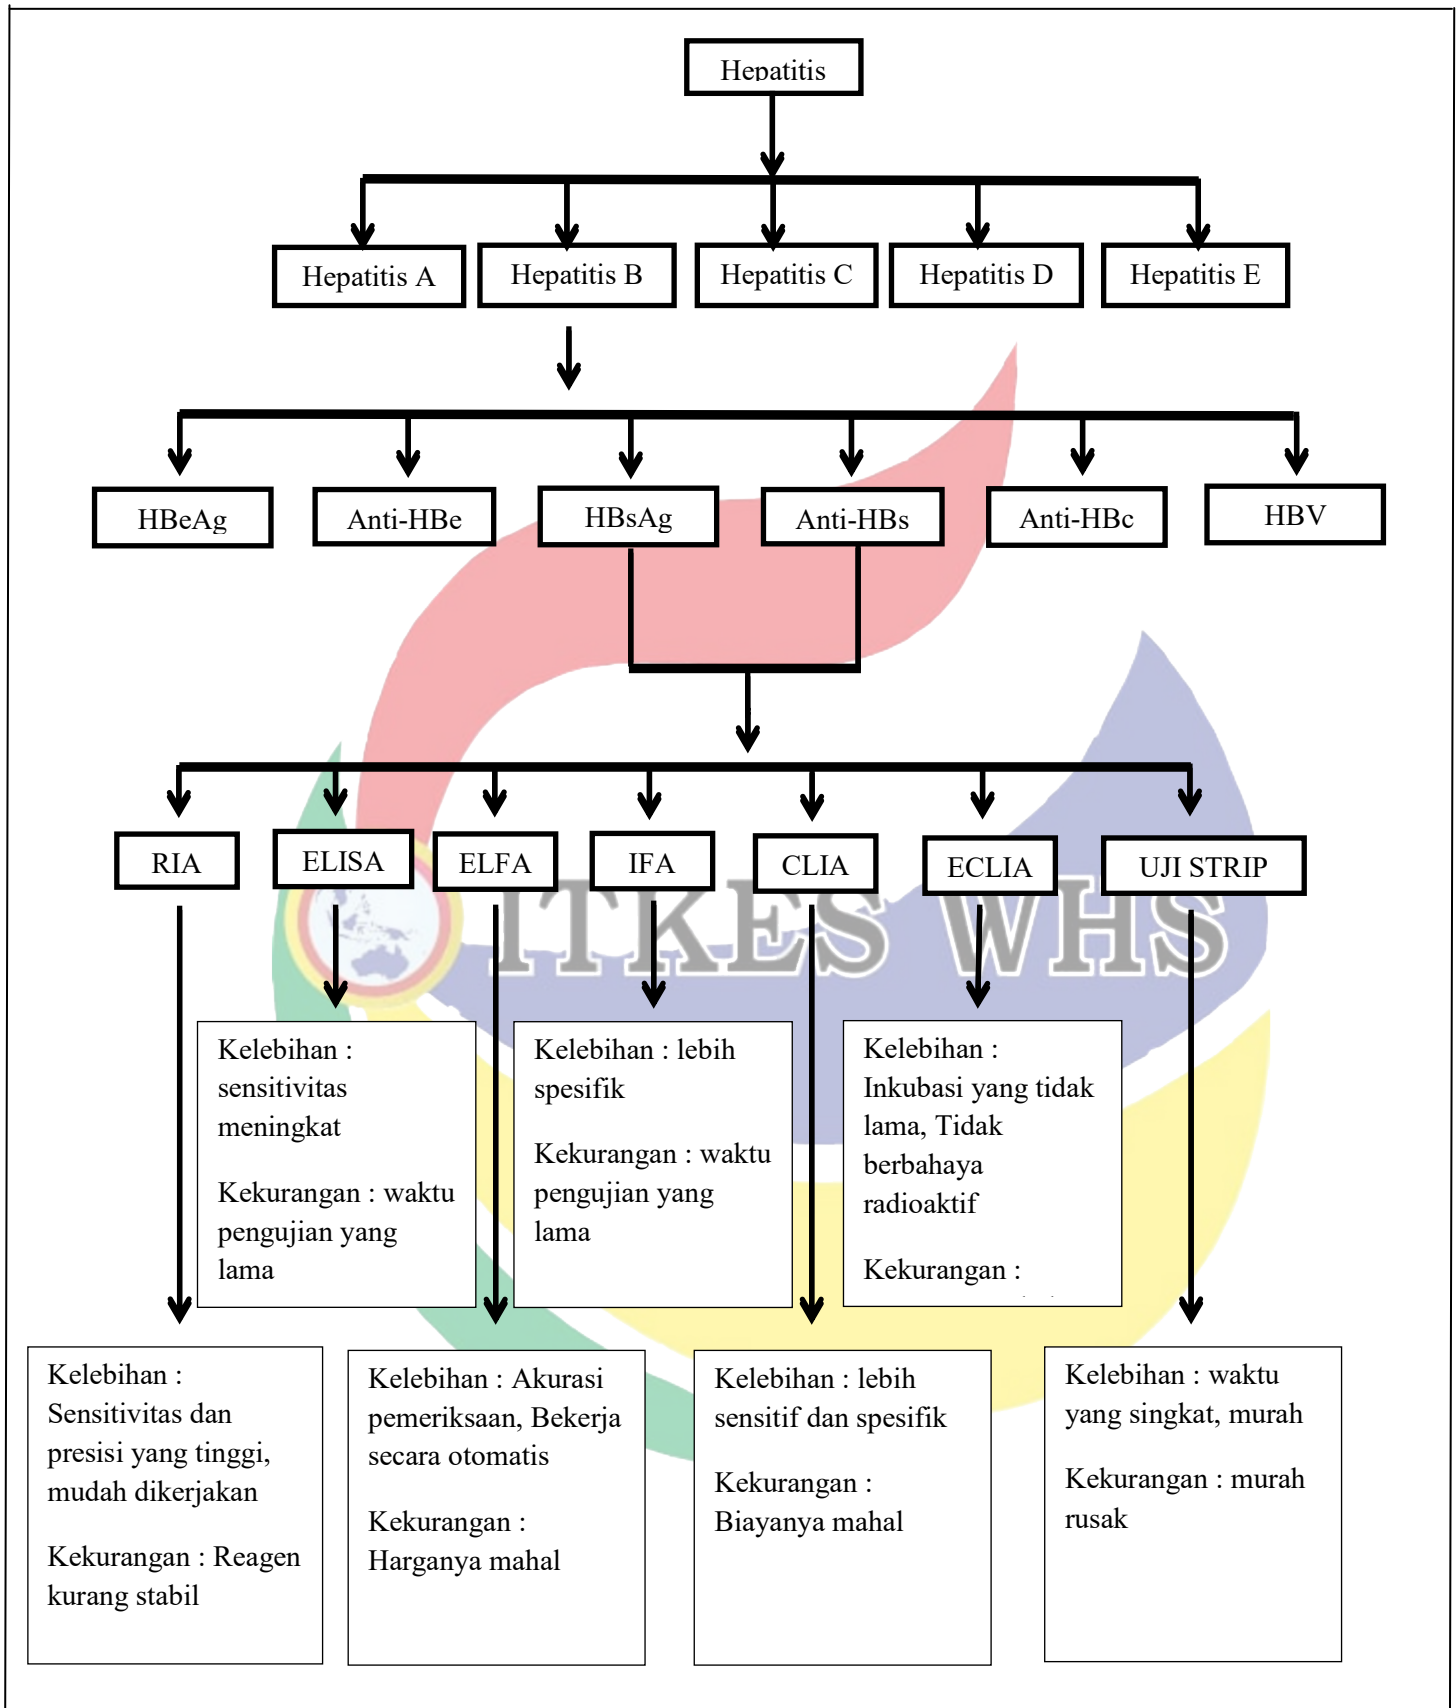 Hepatitis
Hepatitis A
Hepatitis B
Hepatitis C
Hepatitis D
Hepatitis E
HBeAg
Anti-HBe
HBsAg
Anti-HBs
Anti-HBc
HBV
RIA
ELISA
ELFA
IFA
CLIA
ECLIA
UJI STRIP
ITKES WHS
Kelebihan :
sensitivitas
meningkat
Kekurangan : waktu
pengujian yang
lama
Kelebihan : lebih
spesifik
Kekurangan : waktu
pengujian yang
lama
Kelebihan :
Inkubasi yang tidak
lama, Tidak
berbahaya
radioaktif
Kekurangan :
Kelebihan :
Sensitivitas dan
presisi yang tinggi,
mudah dikerjakan
Kekurangan : Reagen
kurang stabil
Kelebihan : Akurasi
pemeriksaan, Bekerja
secara otomatis
Kekurangan :
Harganya mahal
Kelebihan : lebih
sensitif dan spesifik
Kekurangan :
Biayanya mahal
Kelebihan : waktu
yang singkat, murah
Kekurangan : murah
rusak